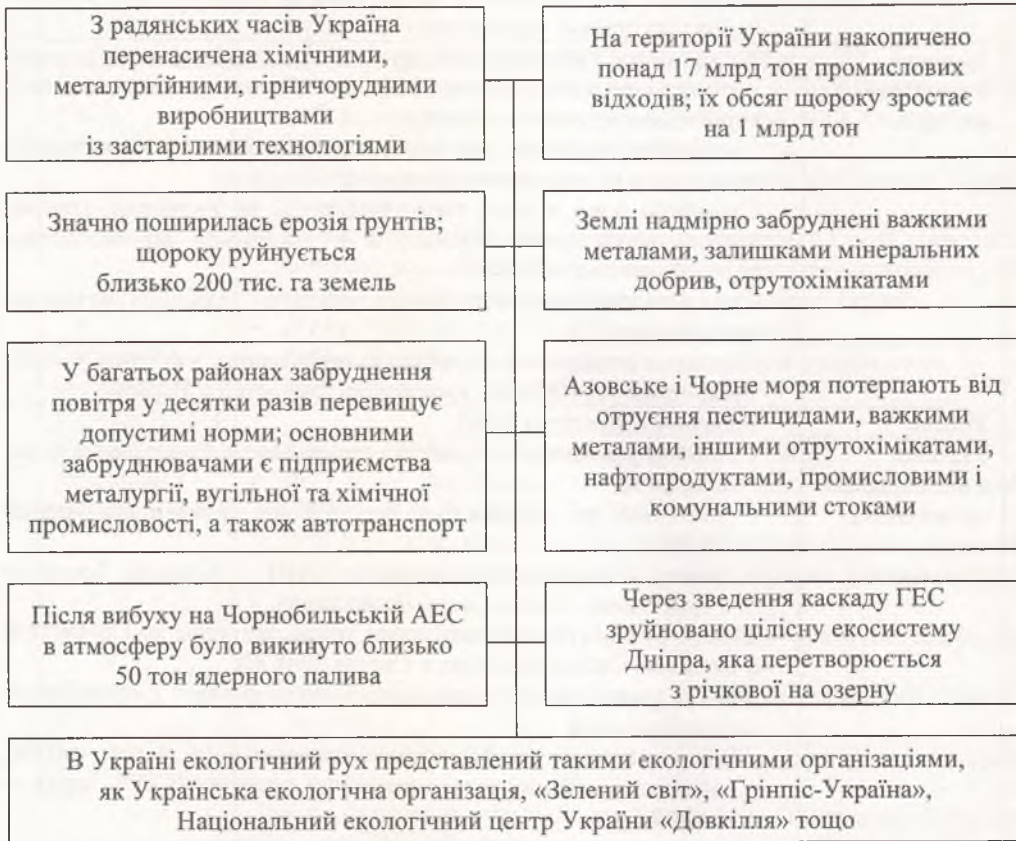 З радянських часів Україна
перенасичена хімічними,
металургійними, гірничорудними
виробництвами
із застарілими технологіями
На території України накопичено
понад 17 млрд тон промислових
відходів; їх обсяг щороку зростає
на 1 млрд тон
Значно поширилась ерозія ґрунтів;
щороку руйнується
близько 200 тис. га земель
Землі надмірно забруднені важкими
металами, залишками мінеральних
добрив, отрутохімікатами
У багатьох районах забруднення
повітря у десятки разів перевищує
допустимі норми; основними
забруднювачами є підприємства
металургії, вугільної та хімічної
промисловості, а також автотранспорт
Азовське і Чорне моря потерпають від
отруєння пестицидами, важкими
металами, іншими отрутохімікатами,
нафтопродуктами, промисловими і
комунальними стоками
Після вибуху на Чорнобильській АЕС
в атмосферу було викинуто близько
50 тон ядерного палива
Через зведення каскаду ГЕС
зруйновано цілісну екосистему
Дніпра, яка перетворюється
з річкової на озерну
В Україні екологічний рух представлений такими екологічними організаціями,
як Українська екологічна організація, «Зелений світ», «Грінпіс-Україна»,
Національний екологічний центр України «Довкілля» тощо